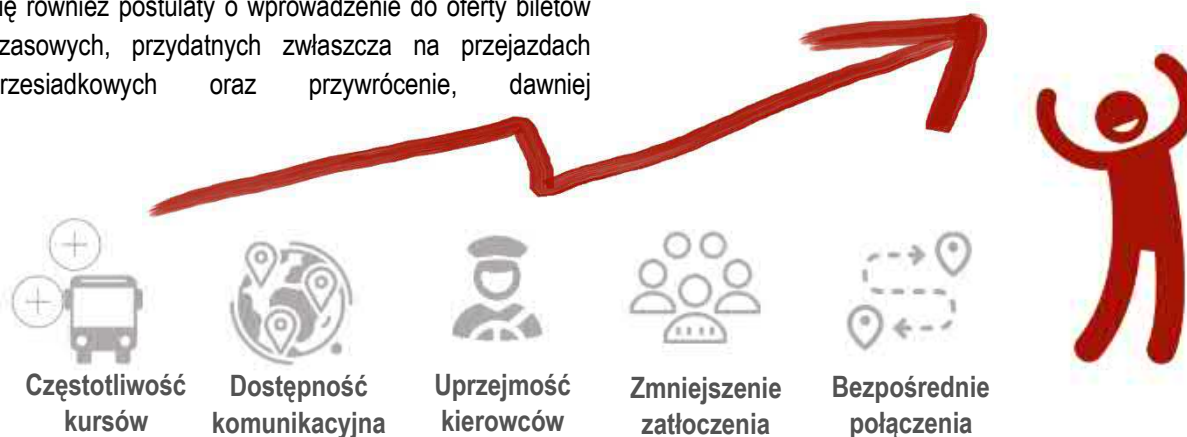 ię również postulaty o wprowadzenie do oferty biletów
zasowych, przydatnych zwłaszcza na przejazdach
rzesiadkowych oraz przywrócenie, dawniej
Częstotliwość kursów
Dostępność komunikacyjna
Uprzejmość kierowców
Zmniejszenie zatłoczenia
Bezpośrednie połączenia